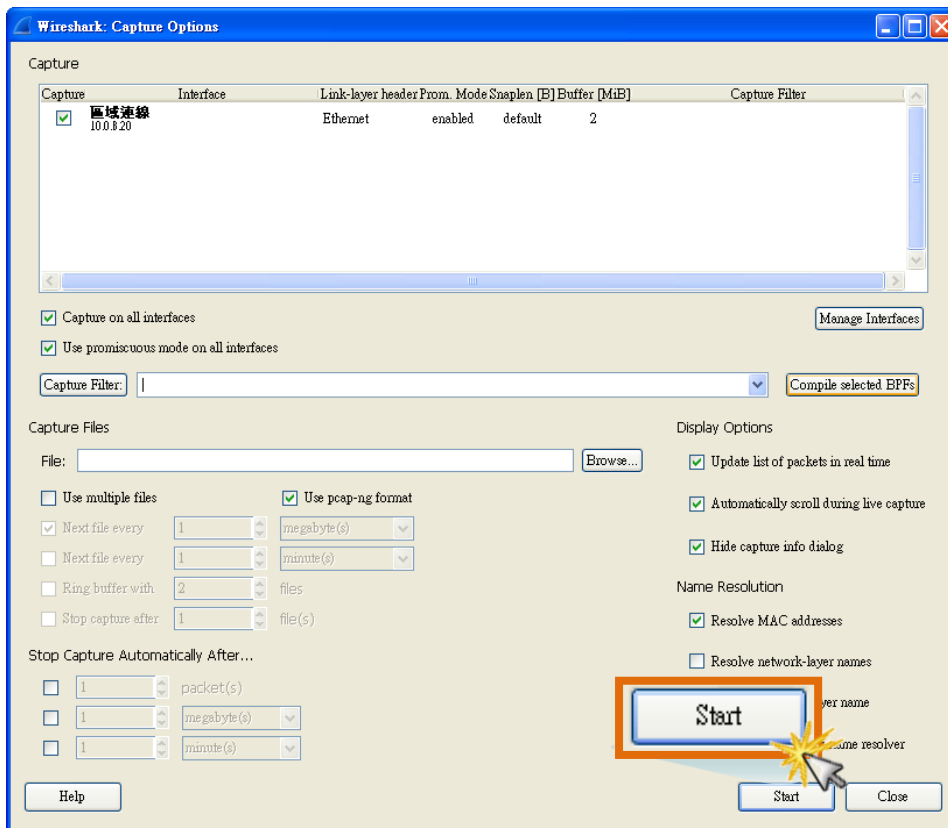 Wireshark: Capture Options
Capture
Capture Interface Link-layer header Prom. Mode Snaplen [B] Buffer [MiB] Capture Filter
區域連線
Ethernet enabled default 2
Capture on all interfaces
Manage Interfaces
Use promiscuous mode on all interfaces
Capture Filter: Compile selected BPFs
Capture Files Display Options
File: Browse... Update list of packets in real time
Use multiple files Use pcap-ng format Automatically scroll during live capture
Next file every 1 megabyte(s)
Next file every 1 minute(s) Hide capture info dialog
Ring buffer with 2 files Name Resolution
Stop capture after 1 file(s) Resolve MAC addresses
Stop Capture Automatically After... Resolve network-layer names
1 packet(s)
Start name
1 megabyte(s)
1 minute(s) resolver
Help Start Close